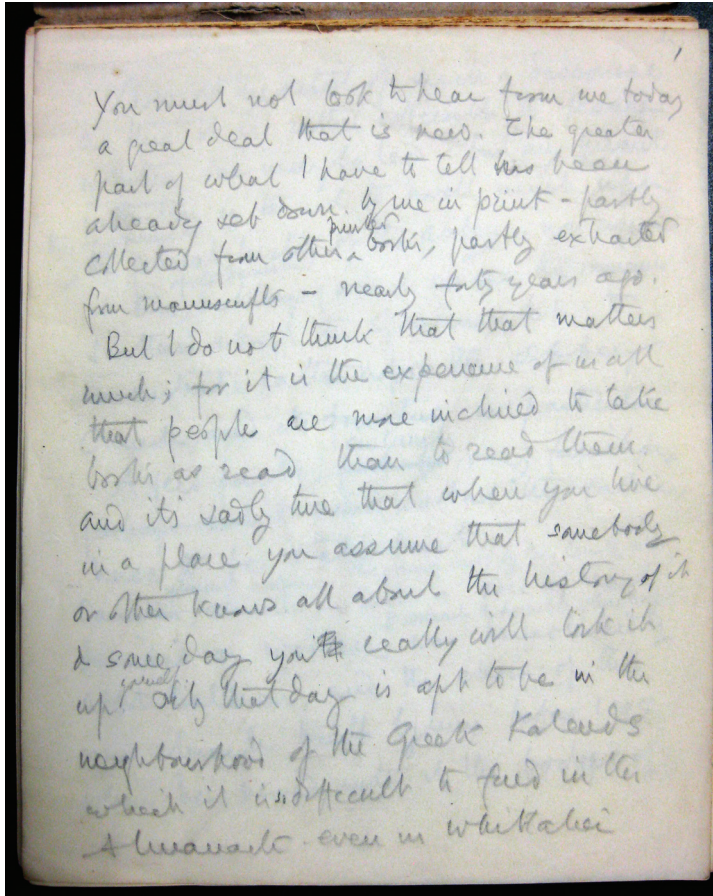 1
You must not look to hear from me today
a great deal that is new. The greater
part of what I have to tell has been
already set down by me in print - partly
collected from other printed books, partly extracted
from manuscripts - nearly forty years ago.
But I do not think that that matters
much; for it is the experience of us all
that people are more inclined to take
books as read than to read them.
and it's sadly true that when you live
in a place you assume that somebody
or other knows all about the history of it
& some day you really will look it
up yourself. Only that day is apt to be in the
neighbourhood of the Greek Kalends
which it is difficult to find in the
Almanack even in Whitaker